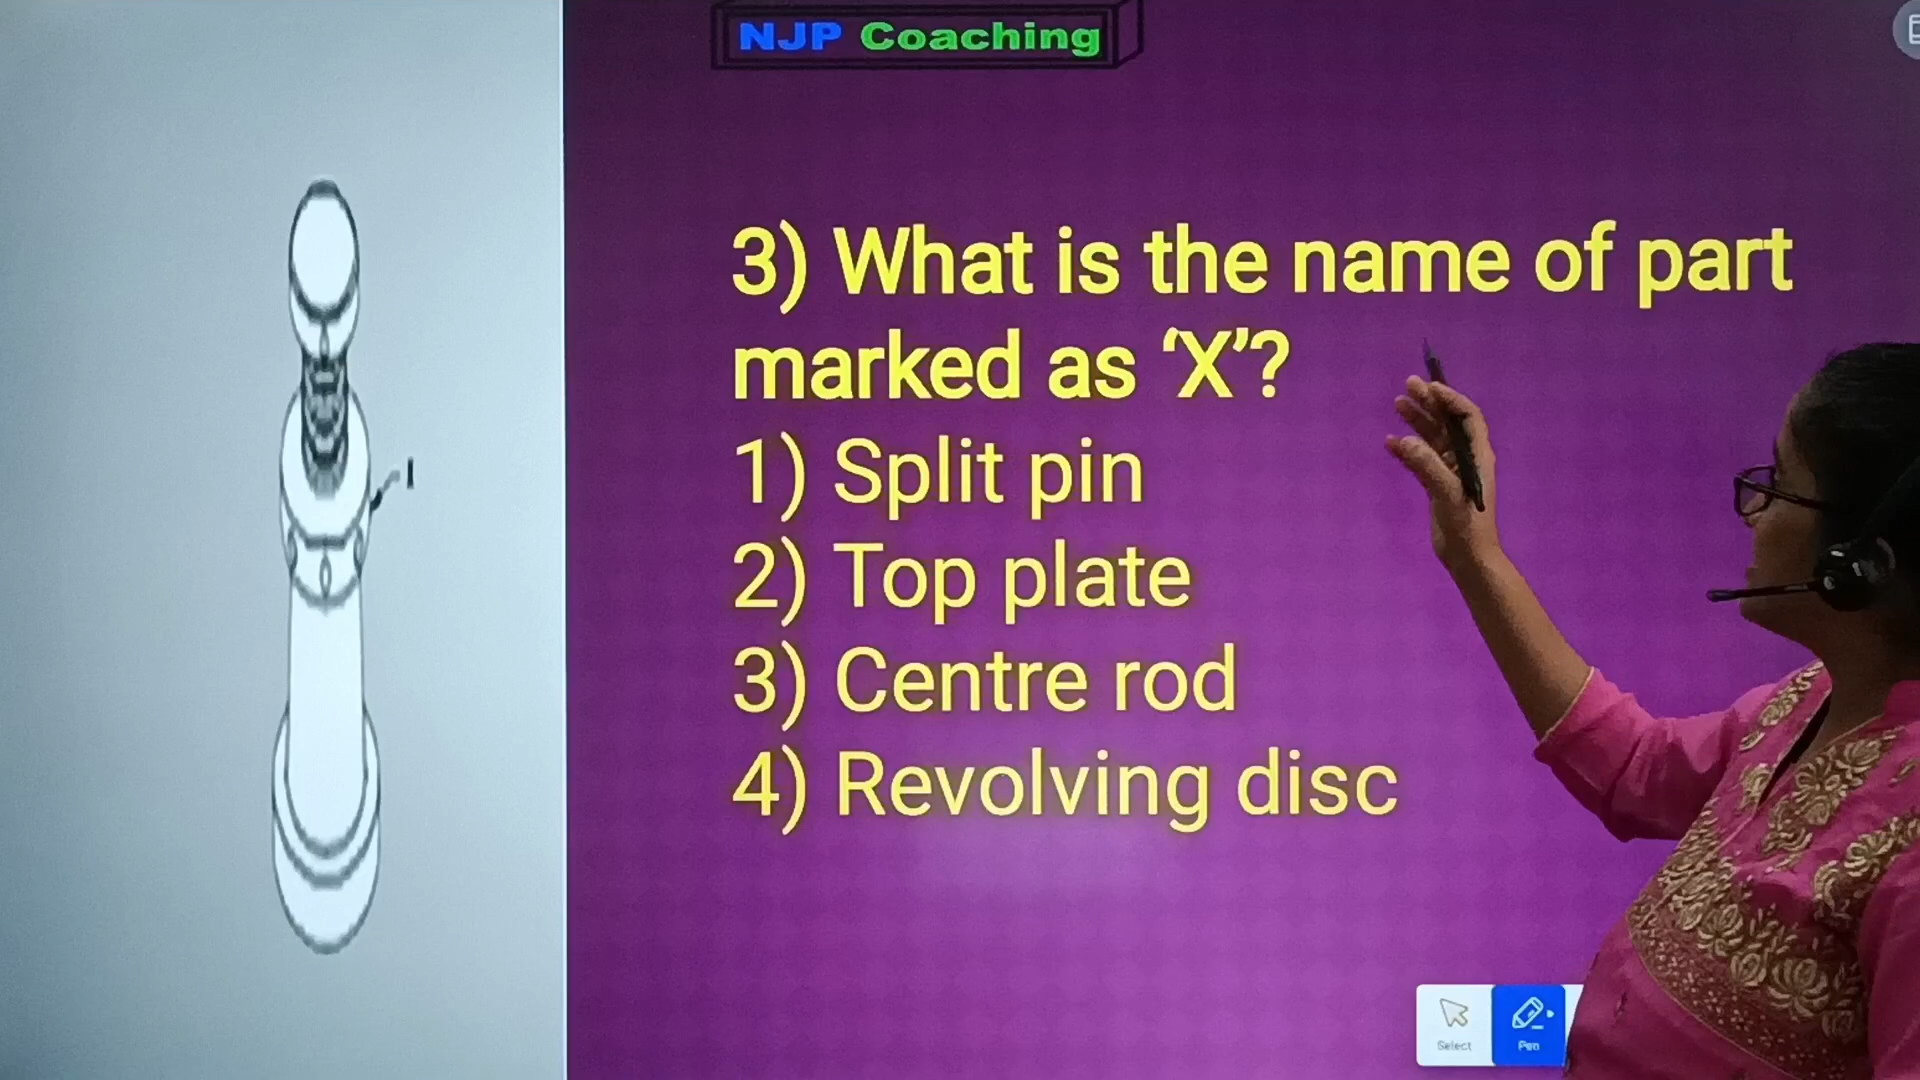 NJP Coaching
3) What is the name of part
marked as ‘X’?
1) Split pin
2) Top plate
3) Centre rod
4) Revolving disc
Select
Pen